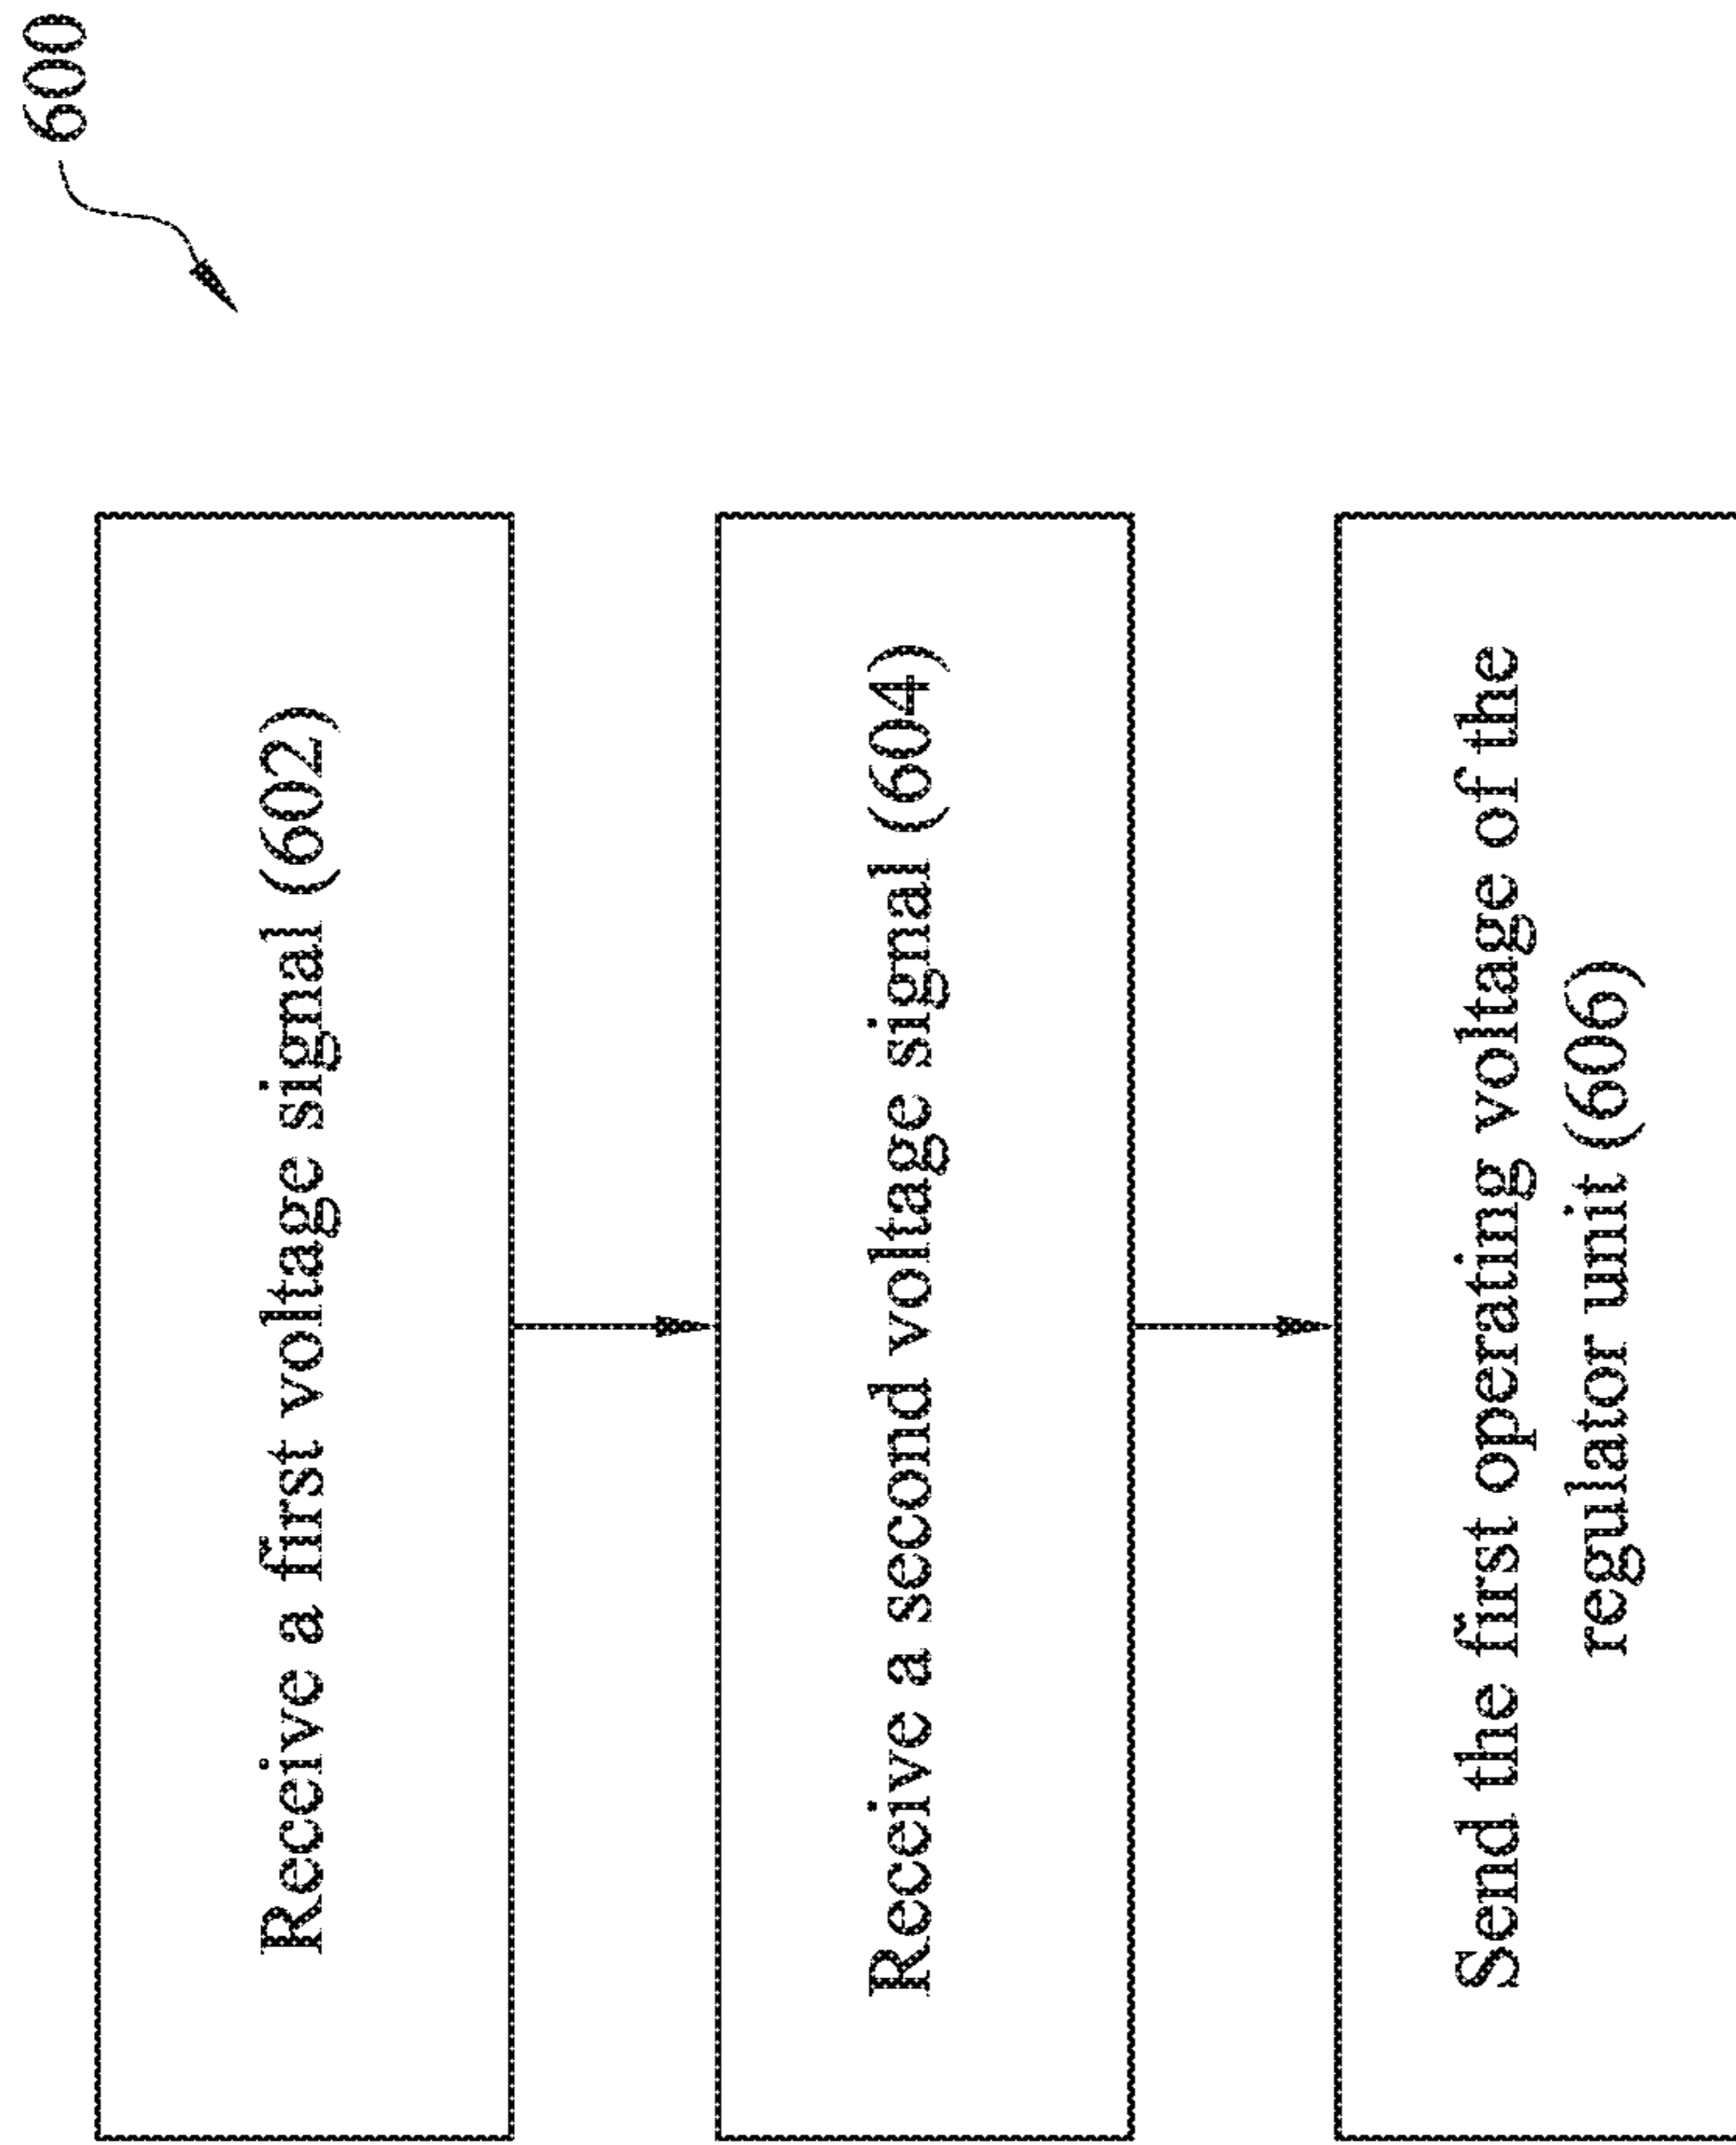 600
Receive a first voltage signal (602)
Receive a second voltage signal (604)
Send the first operating voltage of the
regulator unit (606)